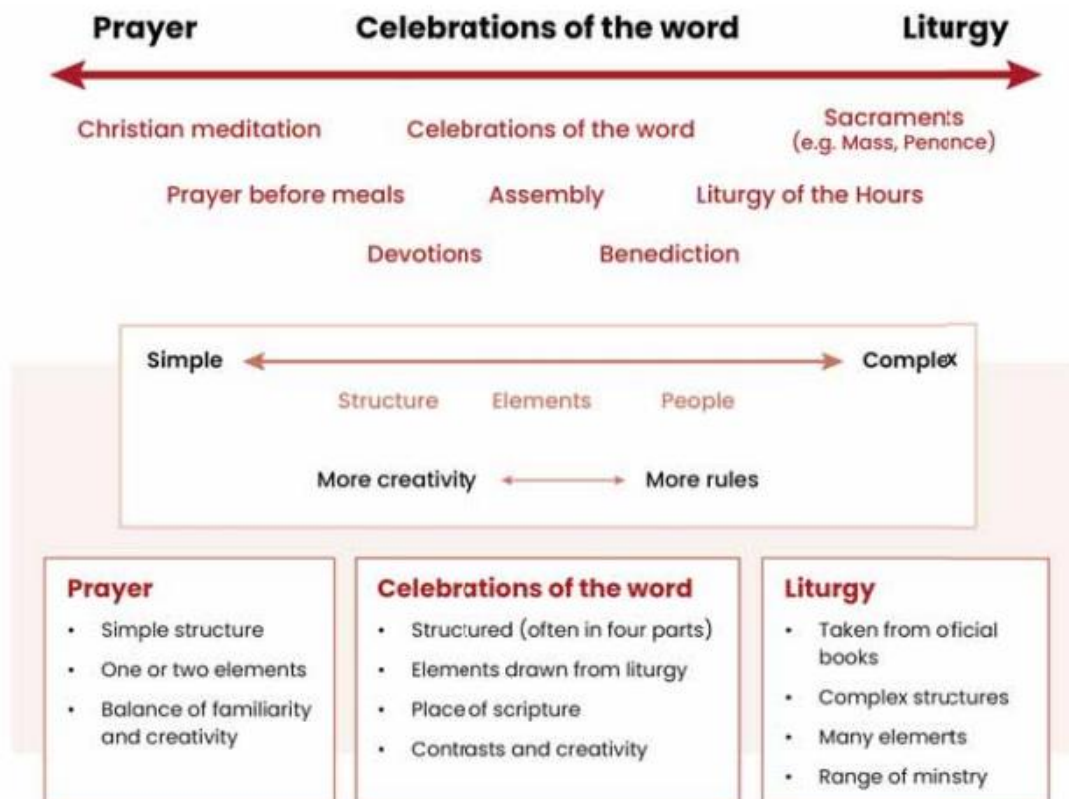 Prayer Celebrations of the word Liturgy
Christian meditation Celebrations of the word Sacraments
(e.g. Mass, Penance)
Prayer before meals Assembly Liturgy of the Hours
Devotions Benediction
Simple Complex
Structure Elements People
More creativity More rules
Prayer
• Simple structure
• One or two elements
• Balance of familiarity
and creativity
Celebrations of the word
• Structured (often in four parts)
• Elements drawn from liturgy
• Place of scripture
• Contrasts and creativity
Liturgy
• Taken from oficial
books
• Complex structures
• Many elements
• Range of minstry